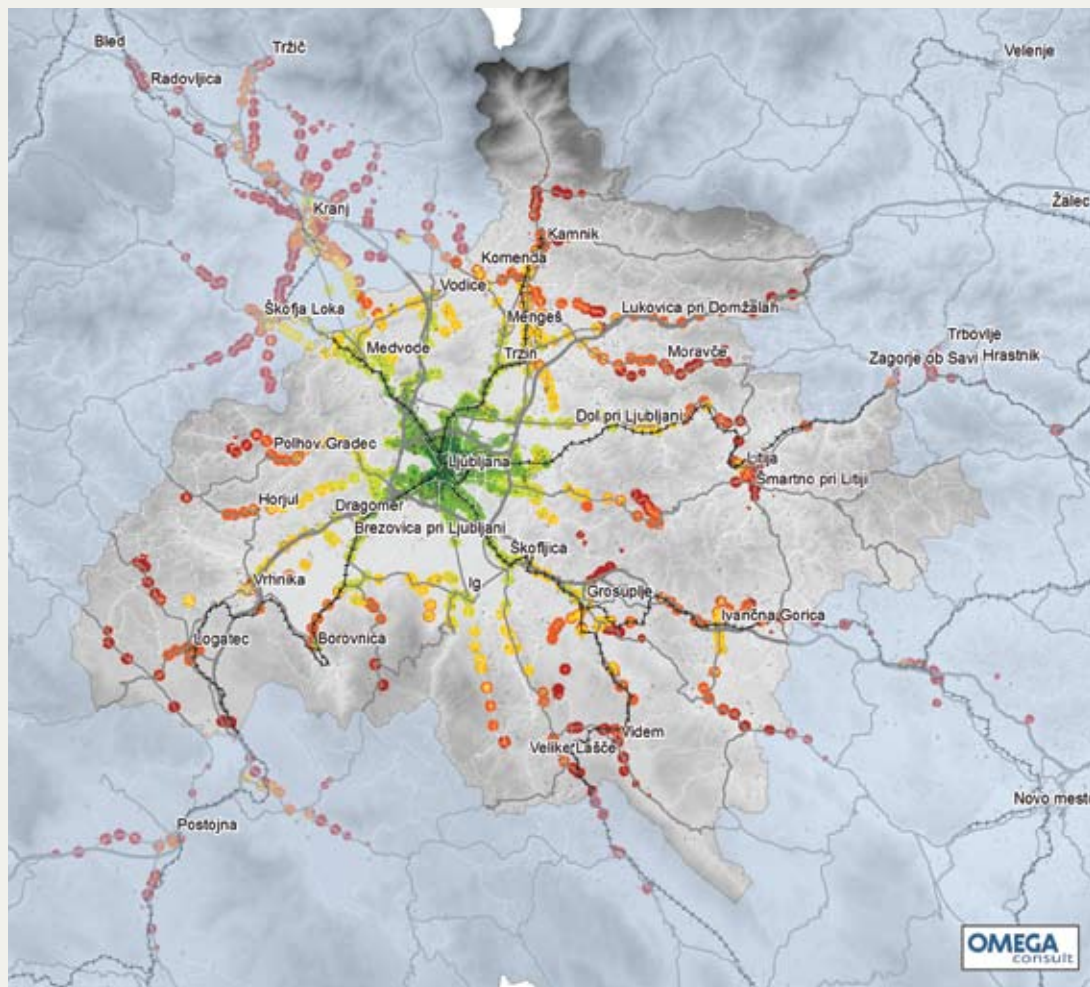 Bled
Tržič
Radovljica
Velenje
Žalec
Kranj
Kamnik
Komenda
Vodice
Škofja Loka
Mengeš
Lukovica pri Domžalah
Medvode
Trzin
Moravče
Trbovlje
Zagorje ob Savi
Hrastnik
Dol pri Ljubljani
Polhov Gradec
Ljubljana
Litija
Šmartno pri Litiji
Horjul
Dragomer
Brezovica pri Ljubljani
Škofljica
Vrhnika
Ig
Grosuplje
Ivančna Gorica
Logatec
Borovnica
Videm
Velike Lašče
Novo mesto
Postojna
OMEGA
consult